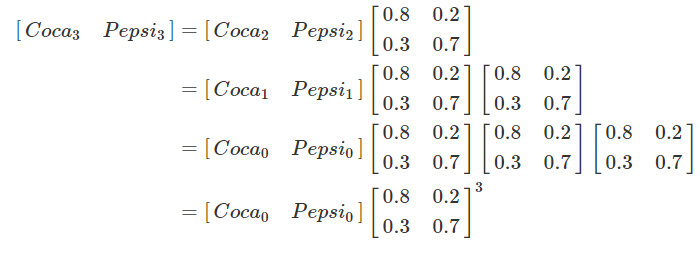 [Coca₃ Pepsi₃] = [Coca₂ Pepsi₂] [0.8 0.2; 0.3 0.7]
= [Coca₁ Pepsi₁] [0.8 0.2; 0.3 0.7] [0.8 0.2; 0.3 0.7]
= [Coca₀ Pepsi₀] [0.8 0.2; 0.3 0.7] [0.8 0.2; 0.3 0.7] [0.8 0.2; 0.3 0.7]
= [Coca₀ Pepsi₀] [0.8 0.2; 0.3 0.7]³